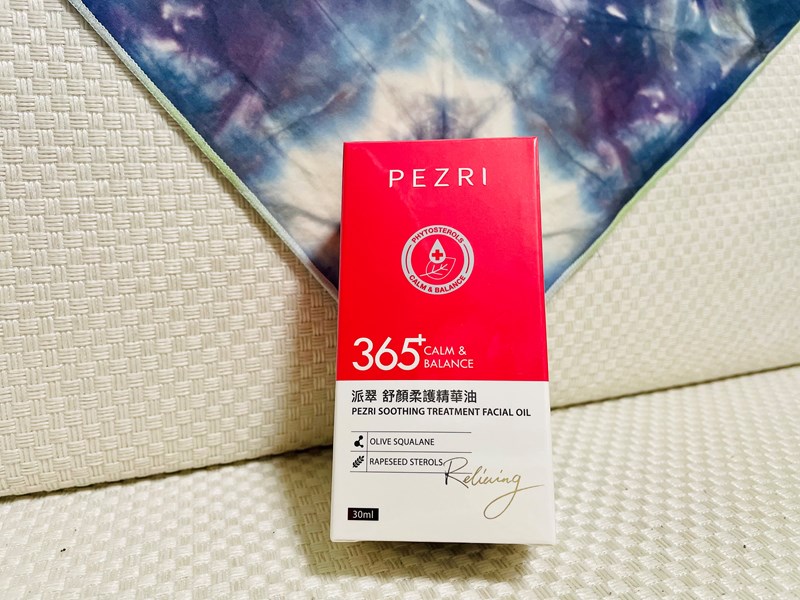 PEZRI
PHYTOSTEROLS
CALM & BALANCE
365+ CALM &
BALANCE
派翠 舒顏柔護精華油
PEZRI SOOTHING TREATMENT FACIAL OIL
OLIVE SQUALANE
RAPESEED STEROLS
Relieving
30ml